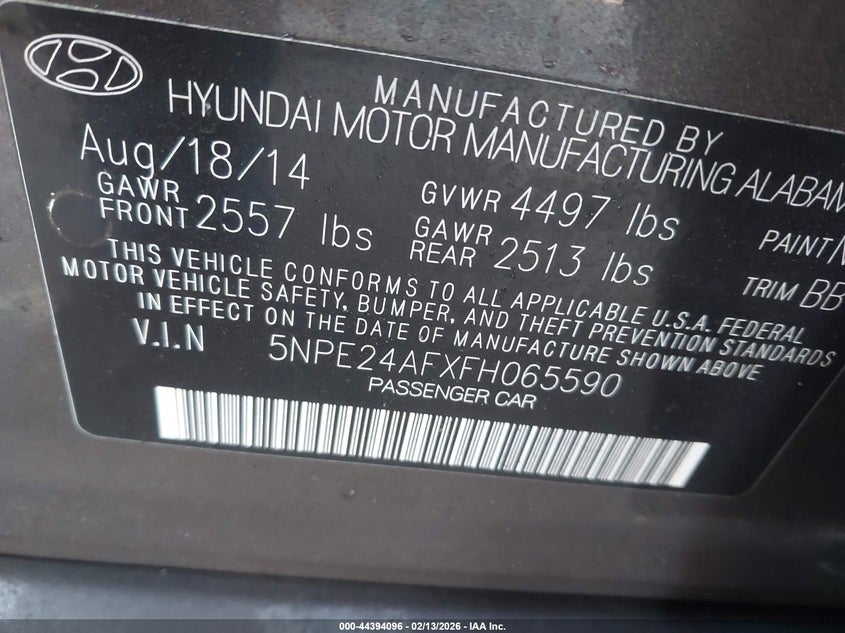 MANUFACTURED BY
HYUNDAI MOTOR MANUFACTURING ALABAM
Aug/18/14
GVWR 4497 lbs
PAINT N
GAWR FRONT 2557 lbs
GAWR REAR 2513 lbs
TRIM BB
THIS VEHICLE CONFORMS TO ALL APPLICABLE U.S.A. FEDERAL
MOTOR VEHICLE SAFETY, BUMPER, AND THEFT PREVENTION STANDARDS
IN EFFECT ON THE DATE OF MANUFACTURE SHOWN ABOVE
V.I.N 5NPE24AFXFH065590
PASSENGER CAR
000-44394096 - 02/13/2026 - IAA Inc.